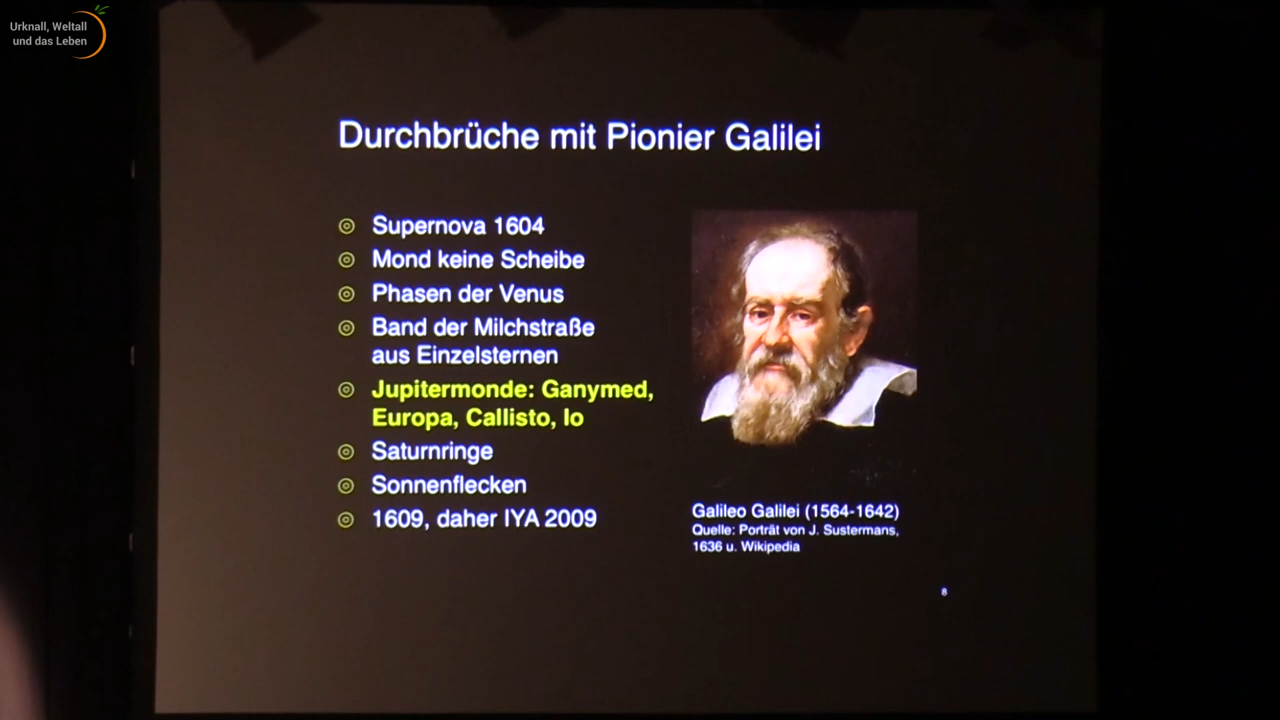 Urknall, Weltall
und das Leben
Durchbrüche mit Pionier Galilei
Supernova 1604
Mond keine Scheibe
Phasen der Venus
Band der Milchstraße
aus Einzelsternen
Jupitermonde: Ganymed,
Europa, Callisto, Io
Saturnringe
Sonnenflecken
1609, daher IYA 2009
Galileo Galilei (1564-1642)
Quelle: Porträt von J. Sustermans,
1636 u. Wikipedia
8